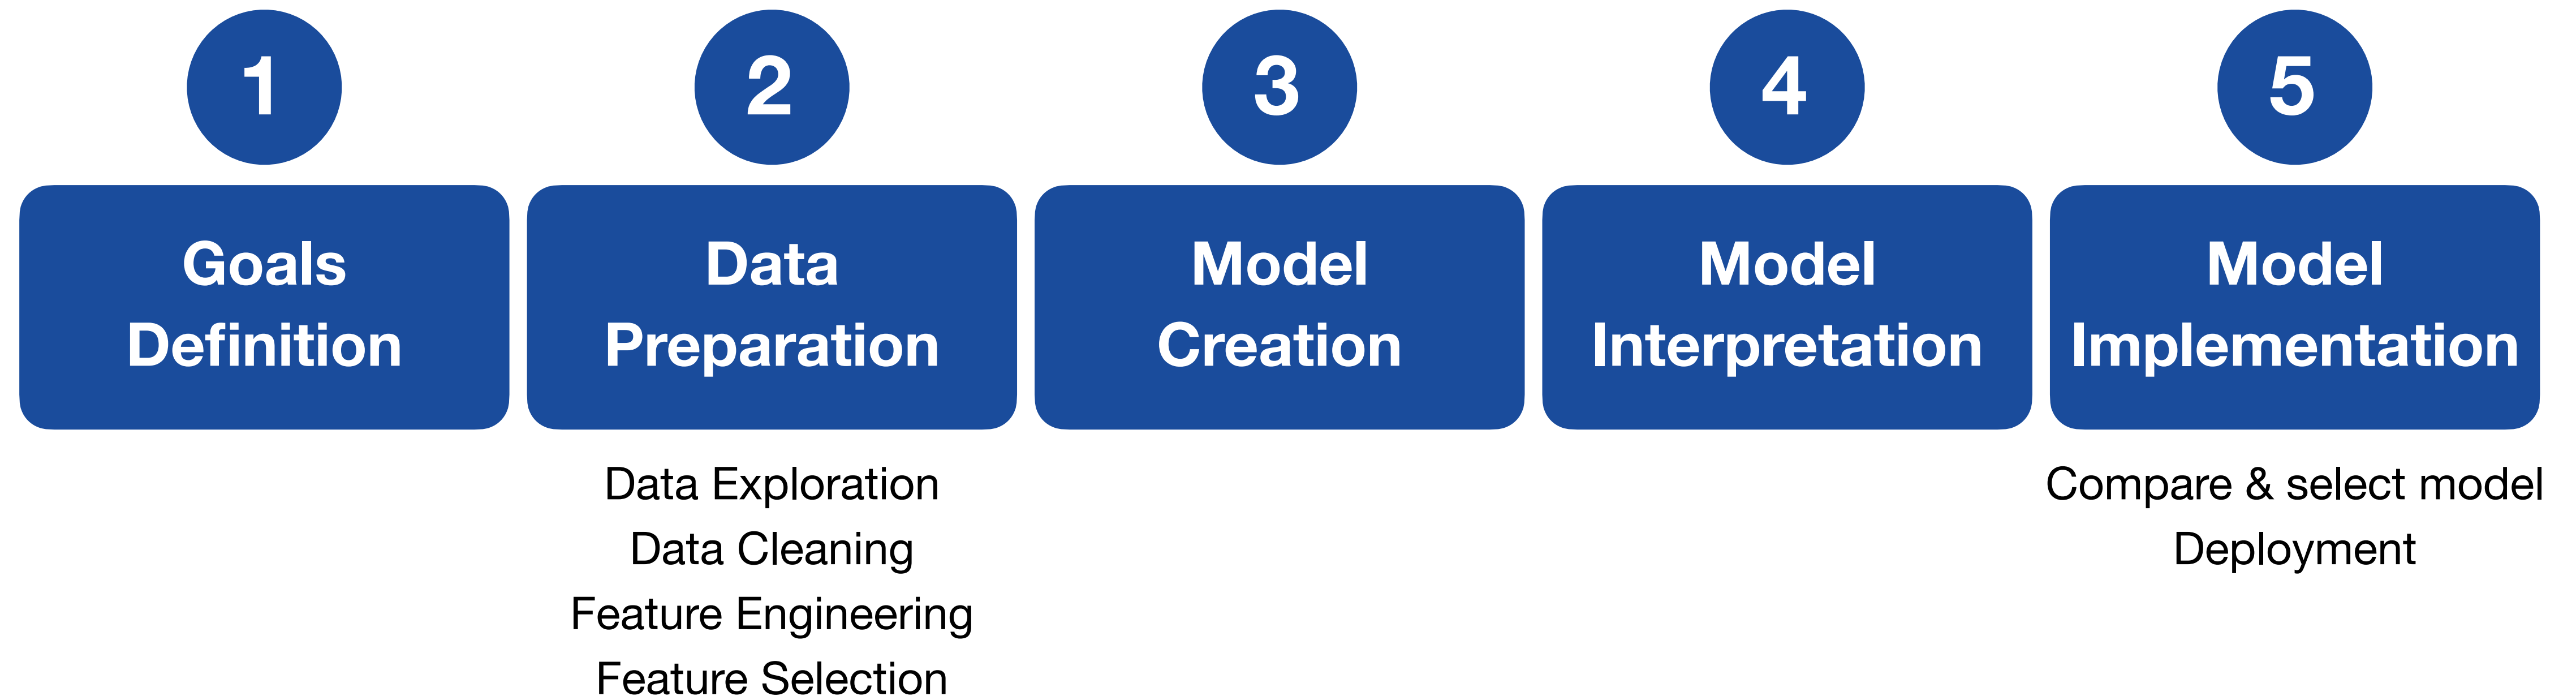 1
Goals
Definition
2
Data
Preparation
Data Exploration
Data Cleaning
Feature Engineering
Feature Selection
3
Model
Creation
4
Model
Interpretation
5
Model
Implementation
Compare & select model
Deployment